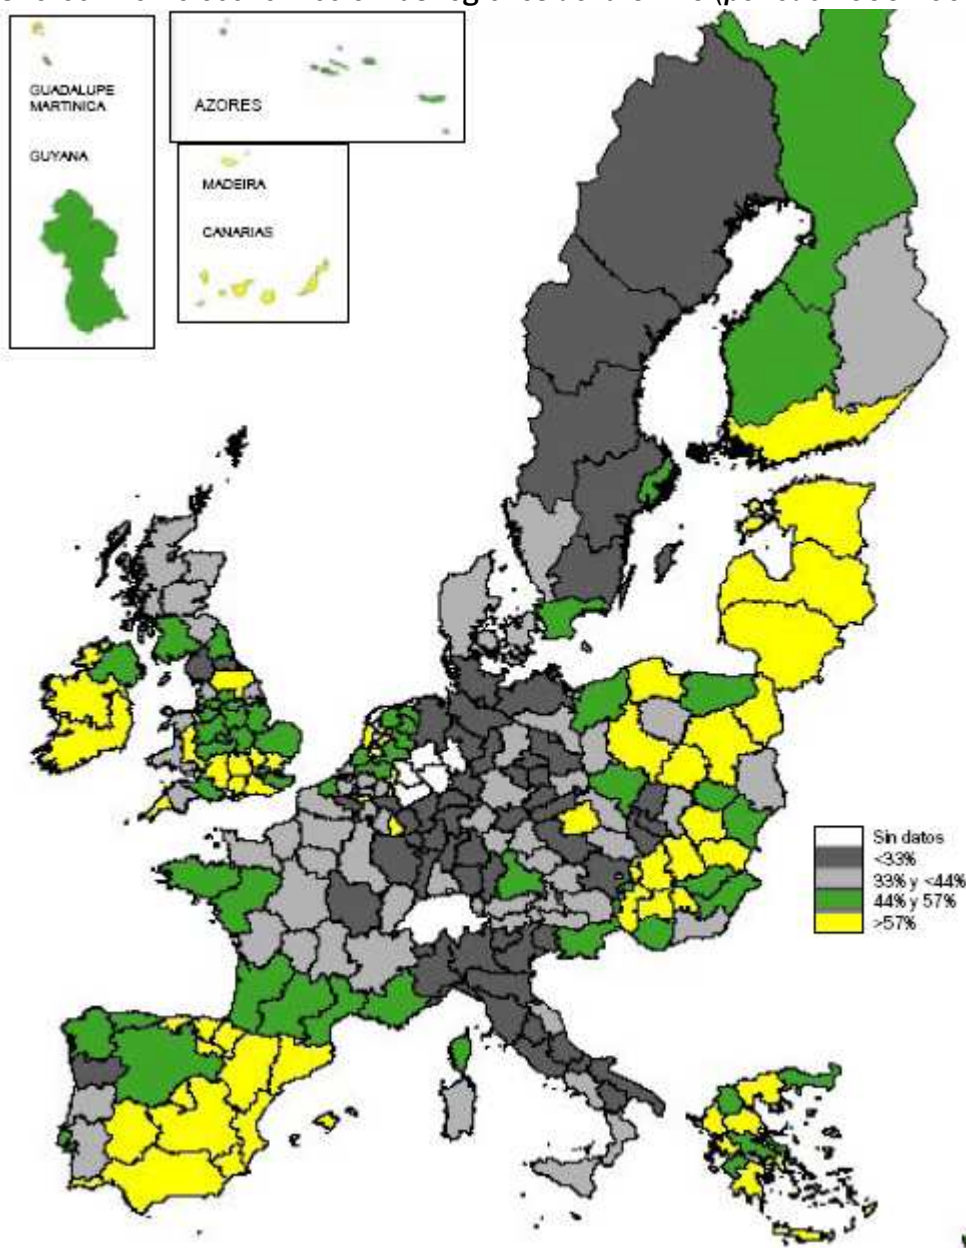 GUADALUPE
MARTINICA
GUYANA
AZORES
MADEIRA
CANARIAS
Sin datos
<33%
33% y <44%
44% y 57%
>57%